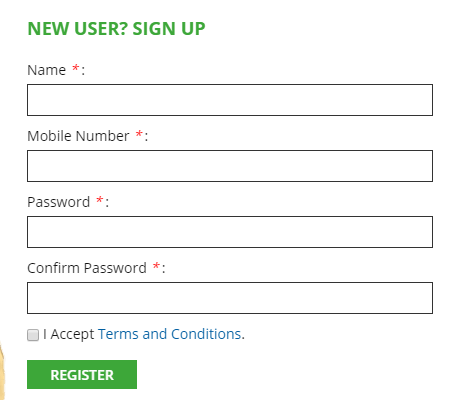 NEW USER? SIGN UP
Name *:
Mobile Number *:
Password *:
Confirm Password *:
I Accept Terms and Conditions.
REGISTER